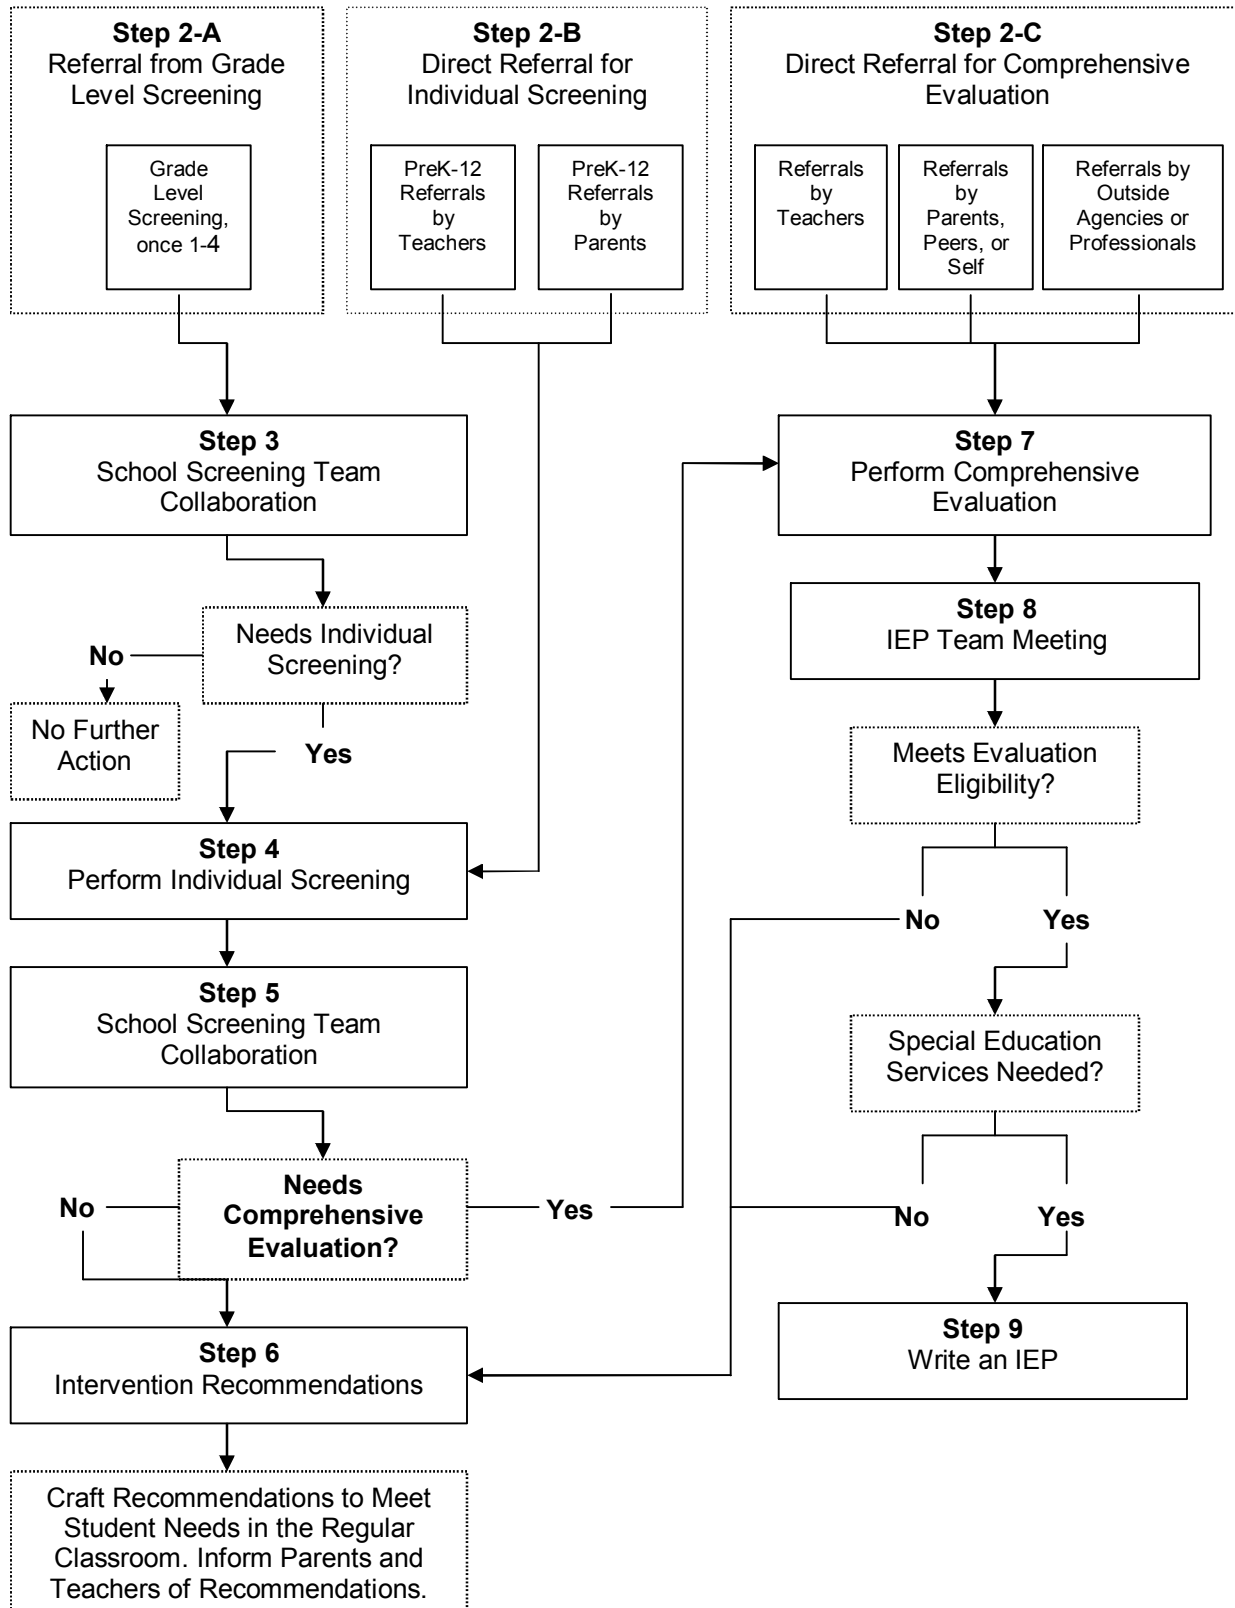 Step 2-A
Referral from Grade
Level Screening
Grade
Level
Screening,
once 1-4
Step 2-B
Direct Referral for
Individual Screening
PreK-12
Referrals
by
Teachers
PreK-12
Referrals
by
Parents
Step 2-C
Direct Referral for Comprehensive
Evaluation
Referrals
by
Teachers
Referrals
by
Parents,
Peers, or
Self
Referrals by
Outside
Agencies or
Professionals
Step 3
School Screening Team
Collaboration
Needs Individual
Screening?
No
No Further
Action
Yes
Step 4
Perform Individual Screening
Step 5
School Screening Team
Collaboration
Needs
Comprehensive
Evaluation?
No
Yes
Step 6
Intervention Recommendations
Craft Recommendations to Meet
Student Needs in the Regular
Classroom. Inform Parents and
Teachers of Recommendations.
Step 7
Perform Comprehensive
Evaluation
Step 8
IEP Team Meeting
Meets Evaluation
Eligibility?
No
Yes
Special Education
Services Needed?
No
Yes
Step 9
Write an IEP